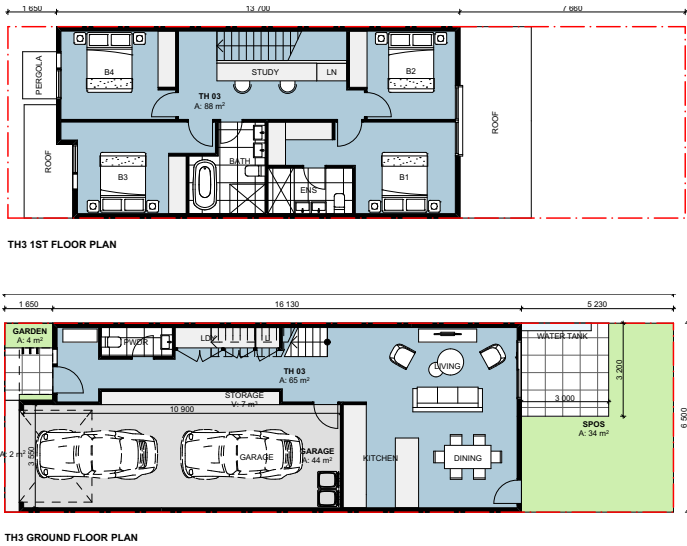 1 650
13 700
7 660
PERGOLA
B4
STUDY
LN
B2
TH 03
A: 88 m²
ROOF
ROOF
BATH
B3
ENS
B1
TH3 1ST FLOOR PLAN
1 650
16 130
5 230
GARDEN
A: 4 m²
PWDR
LDY
WATER TANK
TH 03
A: 65 m²
LIVING
3 200
STORAGE
V: 7 m³
10 900
3 000
6 500
SPOS
A: 34 m²
A: 2 m²
3 550
GARAGE
GARAGE
A: 44 m²
KITCHEN
DINING
TH3 GROUND FLOOR PLAN